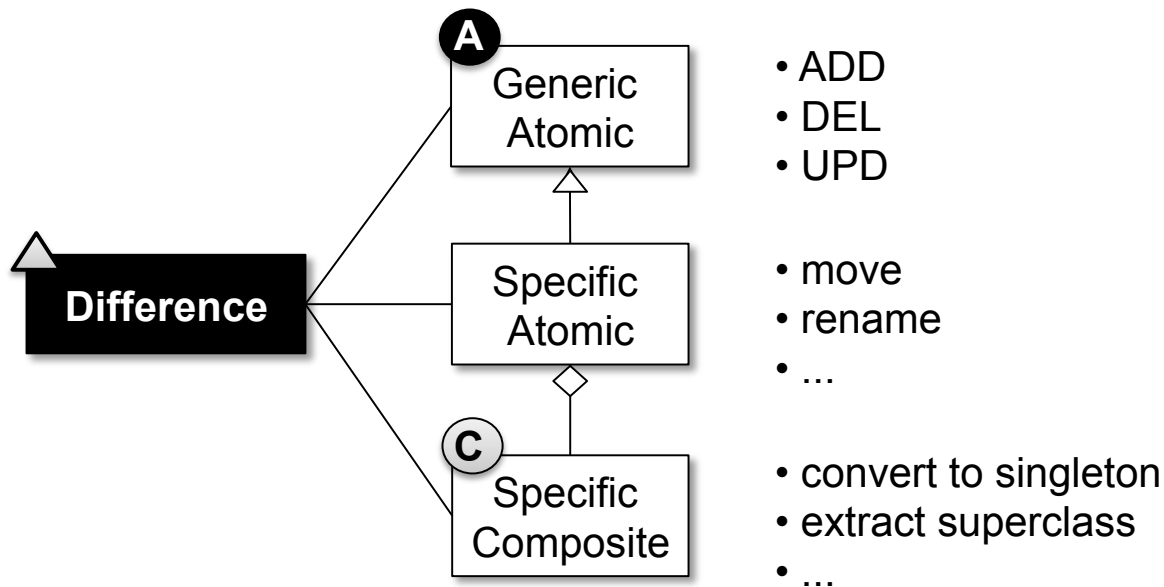 A
Generic
Atomic
• ADD
• DEL
• UPD
Difference
Specific
Atomic
• move
• rename
• ...
C
Specific
Composite
• convert to singleton
• extract superclass
• ...